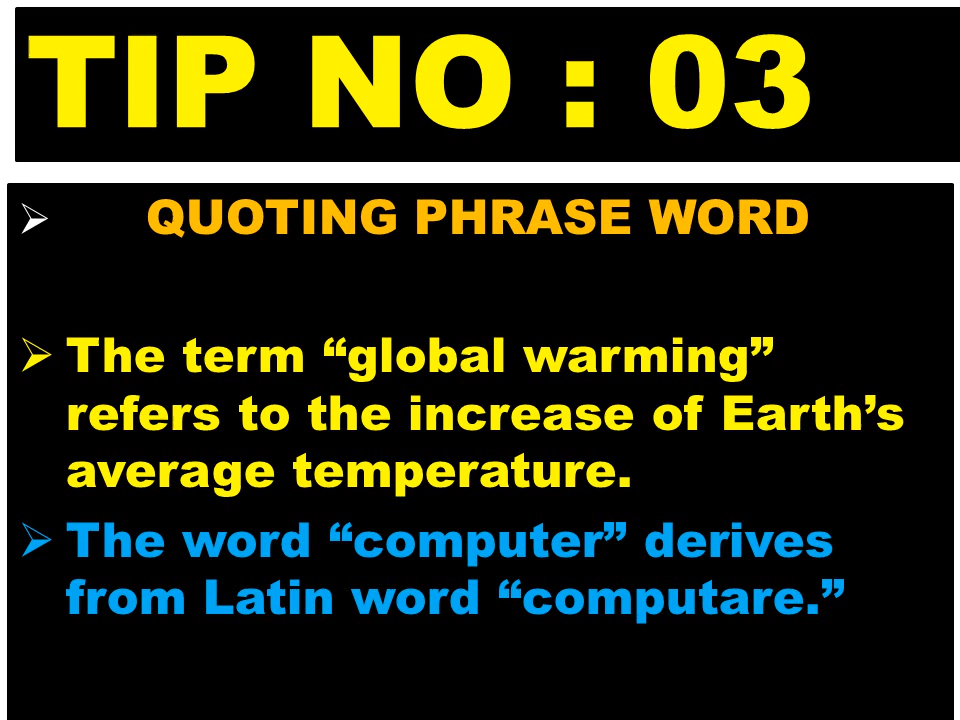 TIP NO : 03
➢ QUOTING PHRASE WORD
➢ The term “global warming”
refers to the increase of Earth’s
average temperature.
➢ The word “computer” derives
from Latin word “computare.”